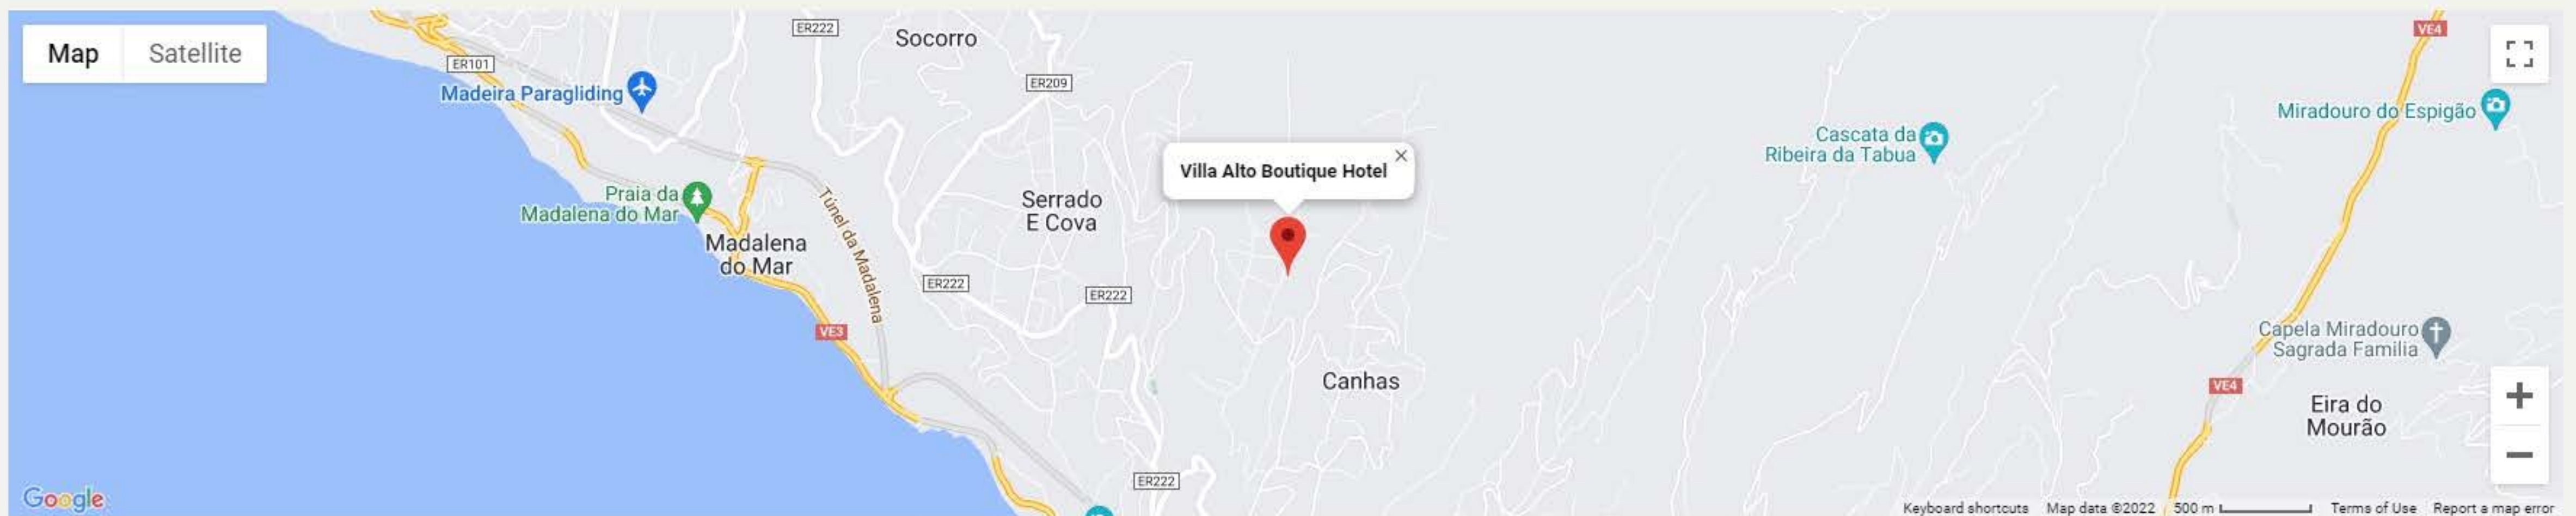 Map
Satellite
ER222
Socorro
VE4
ER101
ER209
Madeira Paragliding
Miradouro do Espigão
Cascata da
Ribeira da Tabua
Villa Alto Boutique Hotel
Praia da
Madalena do Mar
Túnel da Madalena
Serrado
E Cova
Madalena
do Mar
ER222
ER222
VE3
Capela Miradouro
Sagrada Familia
Canhas
VE4
Eira do
Mourão
ER222
Google
Keyboard shortcuts
Map data ©2022
500 m
Terms of Use
Report a map error